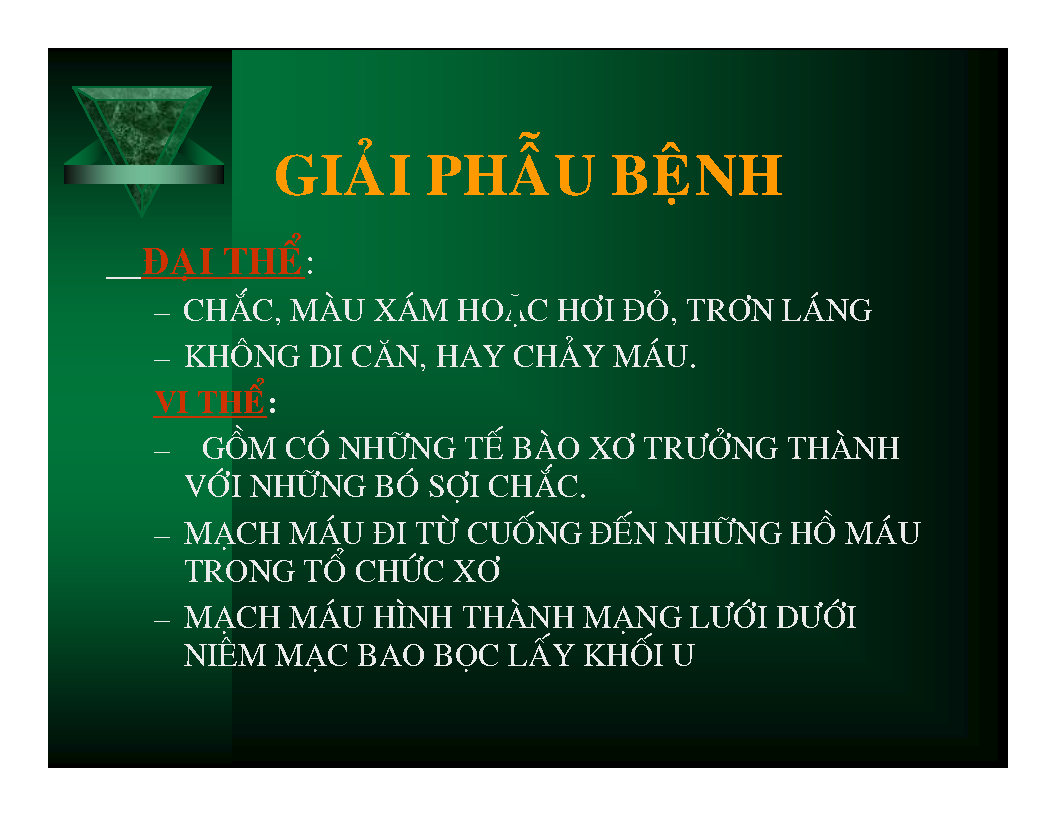 GIẢI PHẪU BỆNH
ĐẠI THỂ:
– CHẮC, MÀU XÁM HOẶC HƠI ĐỎ, TRƠN LÁNG
– KHÔNG DI CĂN, HAY CHẢY MÁU.
VI THỂ:
– GỒM CÓ NHỮNG TẾ BÀO XƠ TRƯỞNG THÀNH
VỚI NHỮNG BÓ SỢI CHẮC.
– MẠCH MÁU ĐI TỪ CUỐNG ĐẾN NHỮNG HỒ MÁU
TRONG TỔ CHỨC XƠ
– MẠCH MÁU HÌNH THÀNH MẠNG LƯỚI DƯỚI
NIÊM MẠC BAO BỌC LẤY KHỐI U